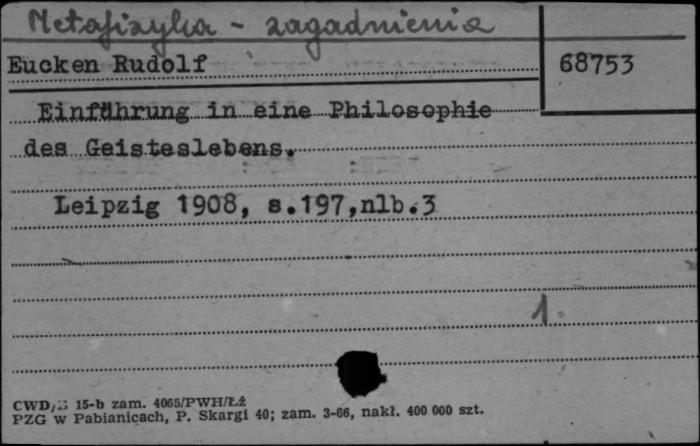 Metafizyka - zagadnienia
Eucken Rudolf
68753
Einführung in eine Philosophie
des Geisteslebens.
Leipzig 1908, s.197,nlb.3
1.
CWD, 15-b zam. 4065/PWH/Łż
PZG w Pabianicach, P. Skargi 40; zam. 3-66, nakł. 400 000 szt.